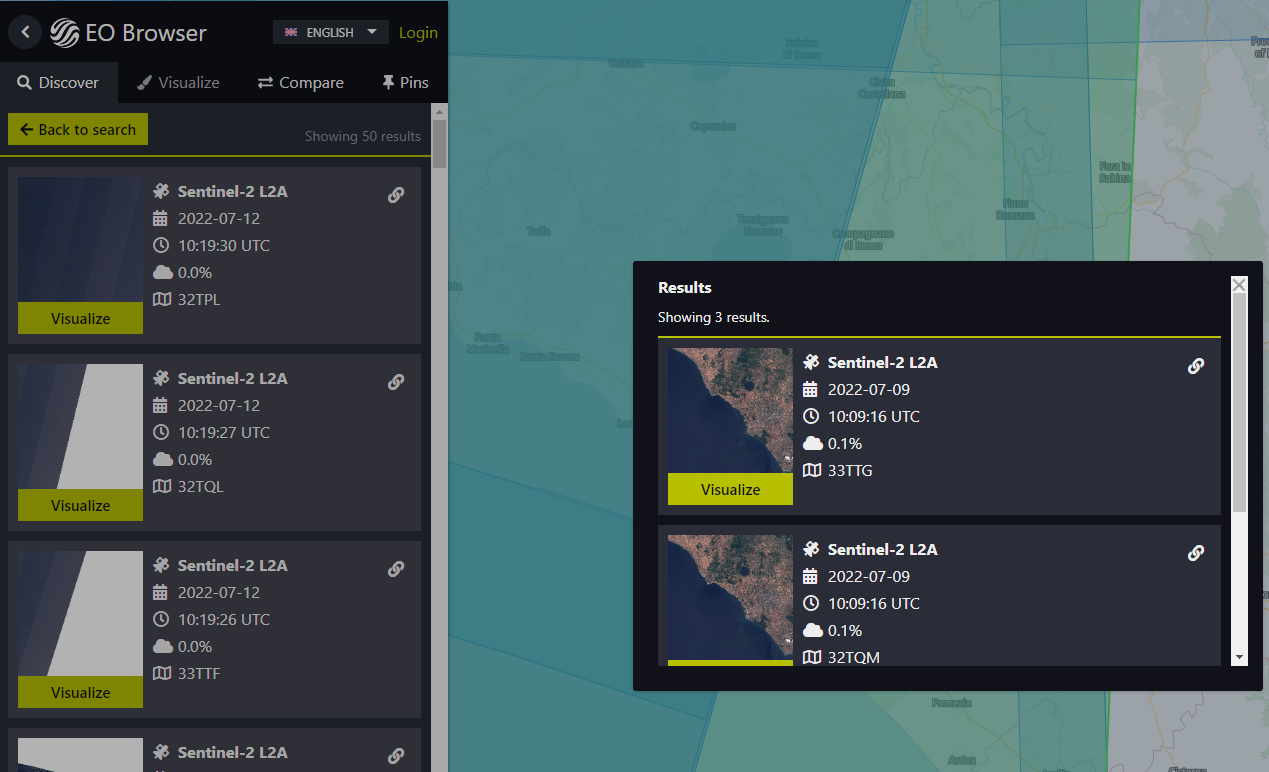 EO Browser
ENGLISH
Login
Discover
Visualize
Compare
Pins
Back to search
Showing 50 results
Sentinel-2 L2A
2022-07-12
10:19:30 UTC
0.0%
32TPL
Visualize
Sentinel-2 L2A
2022-07-12
10:19:27 UTC
0.0%
32TQL
Visualize
Sentinel-2 L2A
2022-07-12
10:19:26 UTC
0.0%
33TTF
Visualize
Sentinel-2 L2A
Fabrica
di Roma
Vetralla
Civita
Castellana
Capranica
Fara in
Sabina
Fiano
Romano
Trevignano
Romano
Tolfa
Campagnano
di Roma
Santa
Marinella
Santa Severa
Results
Showing 3 results.
Sentinel-2 L2A
2022-07-09
10:09:16 UTC
0.1%
33TTG
Visualize
Sentinel-2 L2A
2022-07-09
10:09:16 UTC
0.1%
32TQM
Pomezia
Ardea
Cisterna